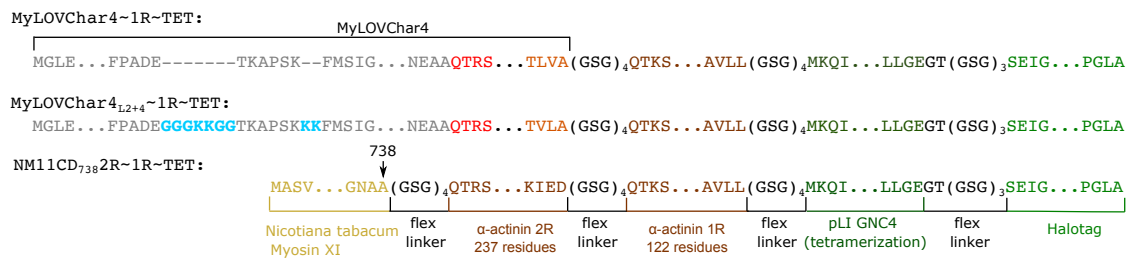 MyLOVChar4~1R~TET:
MyLOVChar4
MGLE...FPADE-------TKAPSK--FMSIG...NEAAQTRS...TLVA(GSG)4QTKS...AVLL(GSG)4MKQI...LLGEGT(GSG)3SEIG...PGLA
MyLOVChar4L2+4~1R~TET:
MGLE...FPADEGGGKKGGTKAPSKKKFMSIG...NEAAQTRS...TVLA(GSG)4QTKS...AVLL(GSG)4MKQI...LLGEGT(GSG)3SEIG...PGLA
NM11CD7382R~1R~TET:
738
MASV...GNAA(GSG)4QTRS...KIED(GSG)4QTKS...AVLL(GSG)4MKQI...LLGEGT(GSG)3SEIG...PGLA
Nicotiana tabacum
Myosin XI
flex
linker
α-actinin 2R
237 residues
flex
linker
α-actinin 1R
122 residues
flex
linker
pLI GNC4
(tetramerization)
flex
linker
Halotag